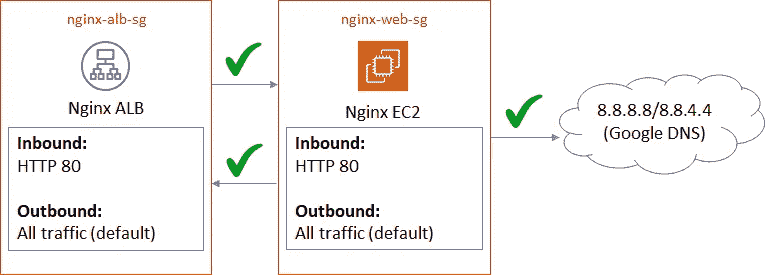 nginx-alb-sg
Nginx ALB
Inbound:
HTTP 80
Outbound:
All traffic (default)
nginx-web-sg
Nginx EC2
Inbound:
HTTP 80
Outbound:
All traffic (default)
8.8.8.8/8.8.4.4
(Google DNS)